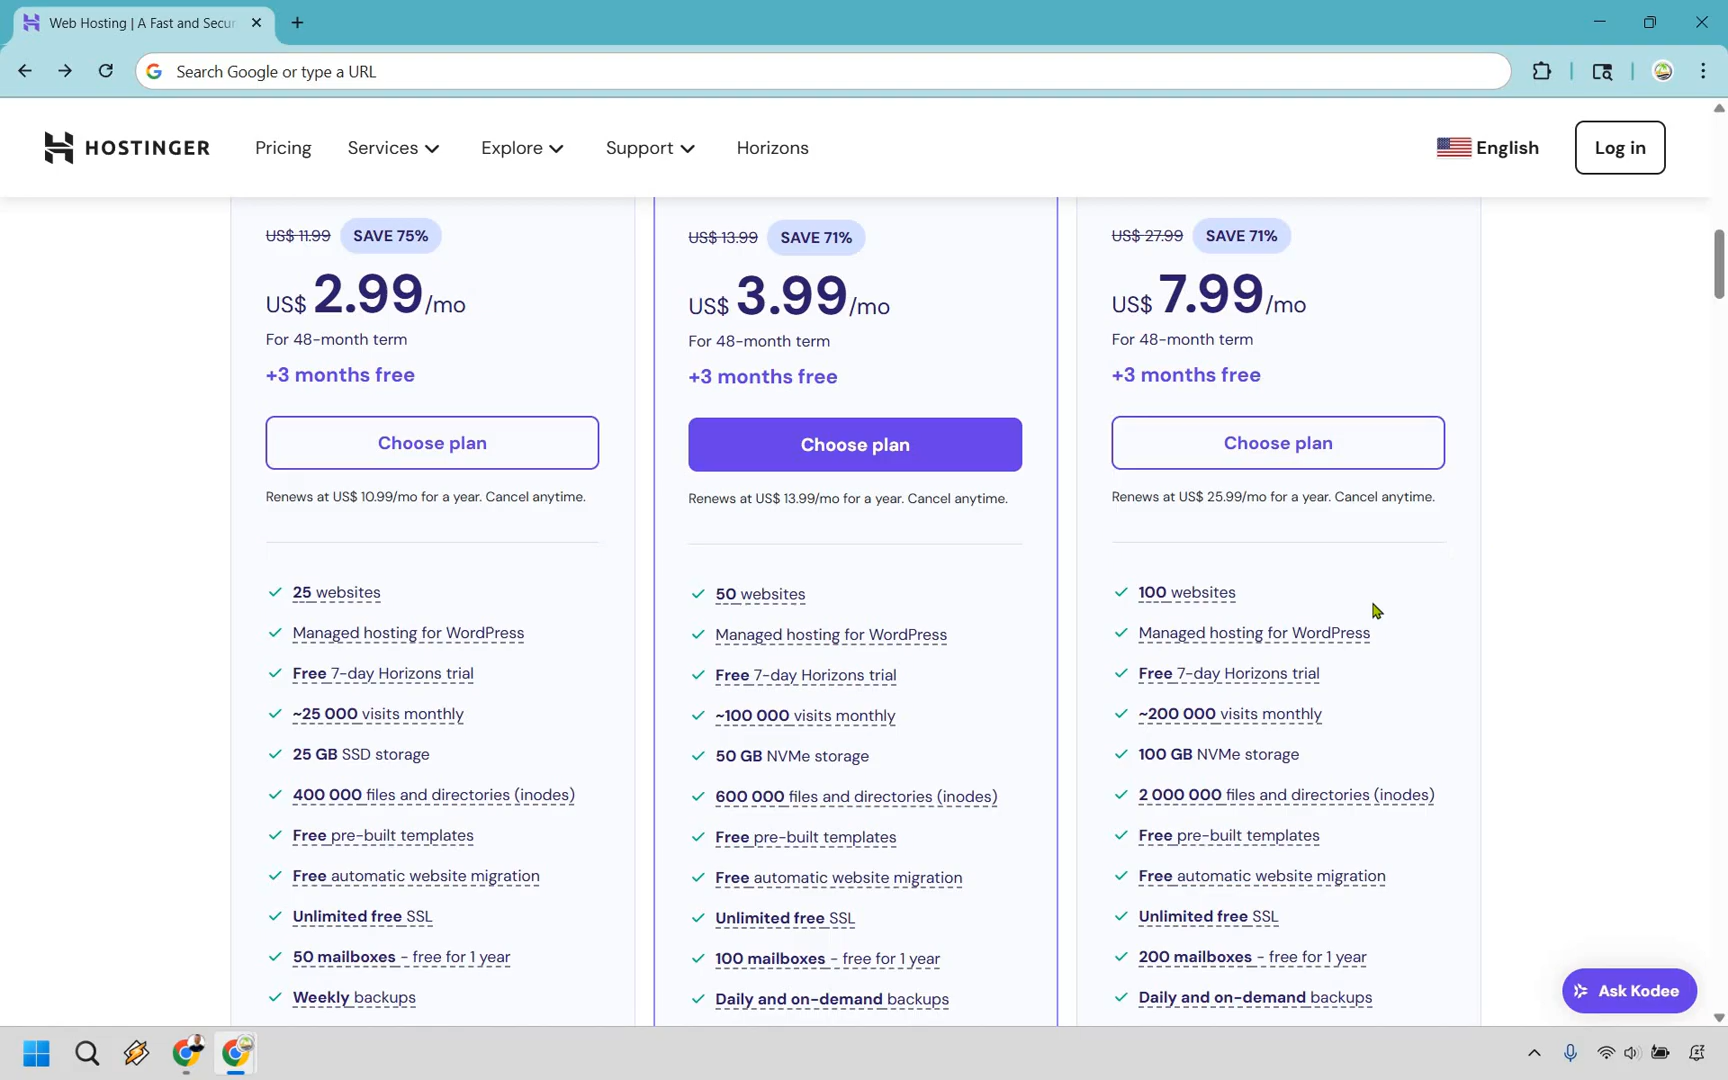 Web Hosting | A Fast and Secur
Search Google or type a URL
HOSTINGER
Pricing
Services
Explore
Support
Horizons
English
Log in
US$ 11.99
SAVE 75%
US$ 2.99/mo
For 48-month term
+3 months free
Choose plan
Renews at US$ 10.99/mo for a year. Cancel anytime.
25 websites
Managed hosting for WordPress
Free 7-day Horizons trial
~25 000 visits monthly
25 GB SSD storage
400 000 files and directories (inodes)
Free pre-built templates
Free automatic website migration
Unlimited free SSL
50 mailboxes - free for 1 year
Weekly backups
US$ 13.99
SAVE 71%
US$ 3.99/mo
For 48-month term
+3 months free
Choose plan
Renews at US$ 13.99/mo for a year. Cancel anytime.
50 websites
Managed hosting for WordPress
Free 7-day Horizons trial
~100 000 visits monthly
50 GB NVMe storage
600 000 files and directories (inodes)
Free pre-built templates
Free automatic website migration
Unlimited free SSL
100 mailboxes - free for 1 year
Daily and on-demand backups
US$ 27.99
SAVE 71%
US$ 7.99/mo
For 48-month term
+3 months free
Choose plan
Renews at US$ 25.99/mo for a year. Cancel anytime.
100 websites
Managed hosting for WordPress
Free 7-day Horizons trial
~200 000 visits monthly
100 GB NVMe storage
2 000 000 files and directories (inodes)
Free pre-built templates
Free automatic website migration
Unlimited free SSL
200 mailboxes - free for 1 year
Daily and on-demand backups
Ask Kodee